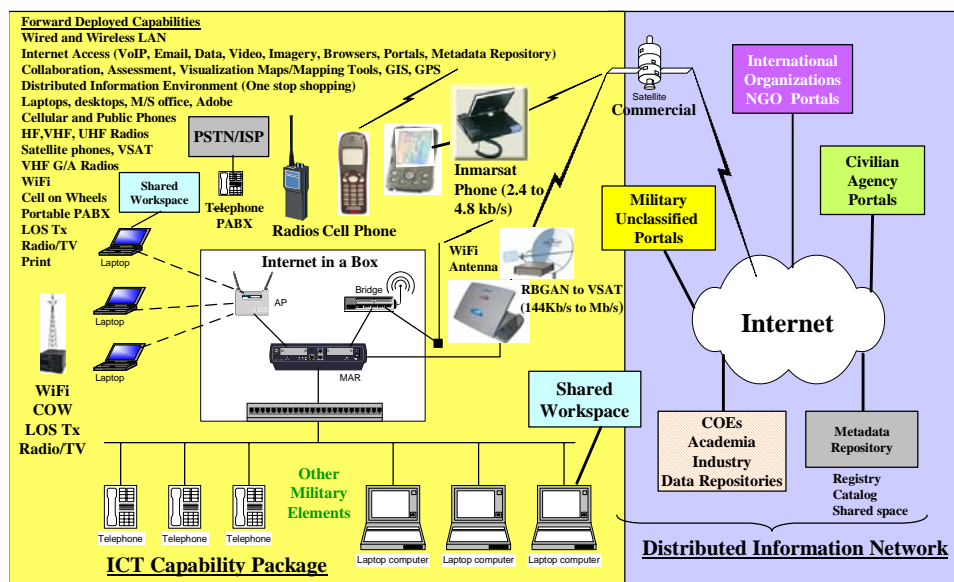 Forward Deployed Capabilities
Wired and Wireless LAN
Internet Access (VoIP, Email, Data, Video, Imagery, Browsers, Portals, Metadata Repository)
Collaboration, Assessment, Visualization Maps/Mapping Tools, GIS, GPS
Distributed Information Environment (One stop shopping)
Laptops, desktops, M/S office, Adobe
Cellular and Public Phones
HF,VHF, UHF Radios
Satellite phones, VSAT
VHF G/A Radios
WiFi
Cell on Wheels
Portable PABX
LOS Tx
Radio/TV
Print
PSTN/ISP
Telephone
PABX
Shared
Workspace
Laptop
Laptop
Laptop
WiFi
COW
LOS Tx
Radio/TV
Radios Cell Phone
Inmarsat
Phone (2.4 to
4.8 kb/s)
WiFi
Antenna
RBGAN to VSAT
(144Kb/s to Mb/s)
Internet in a Box
AP
Bridge
MAR
Telephone
Telephone
Telephone
Other
Military
Elements
Laptop computer
Laptop computer
Laptop computer
ICT Capability Package
Shared
Workspace
Satellite
Commercial
International
Organizations
NGO Portals
Military
Unclassified
Portals
Civilian
Agency
Portals
Internet
COEs
Academia
Industry
Data Repositories
Metadata
Repository
Registry
Catalog
Shared space
Distributed Information Network